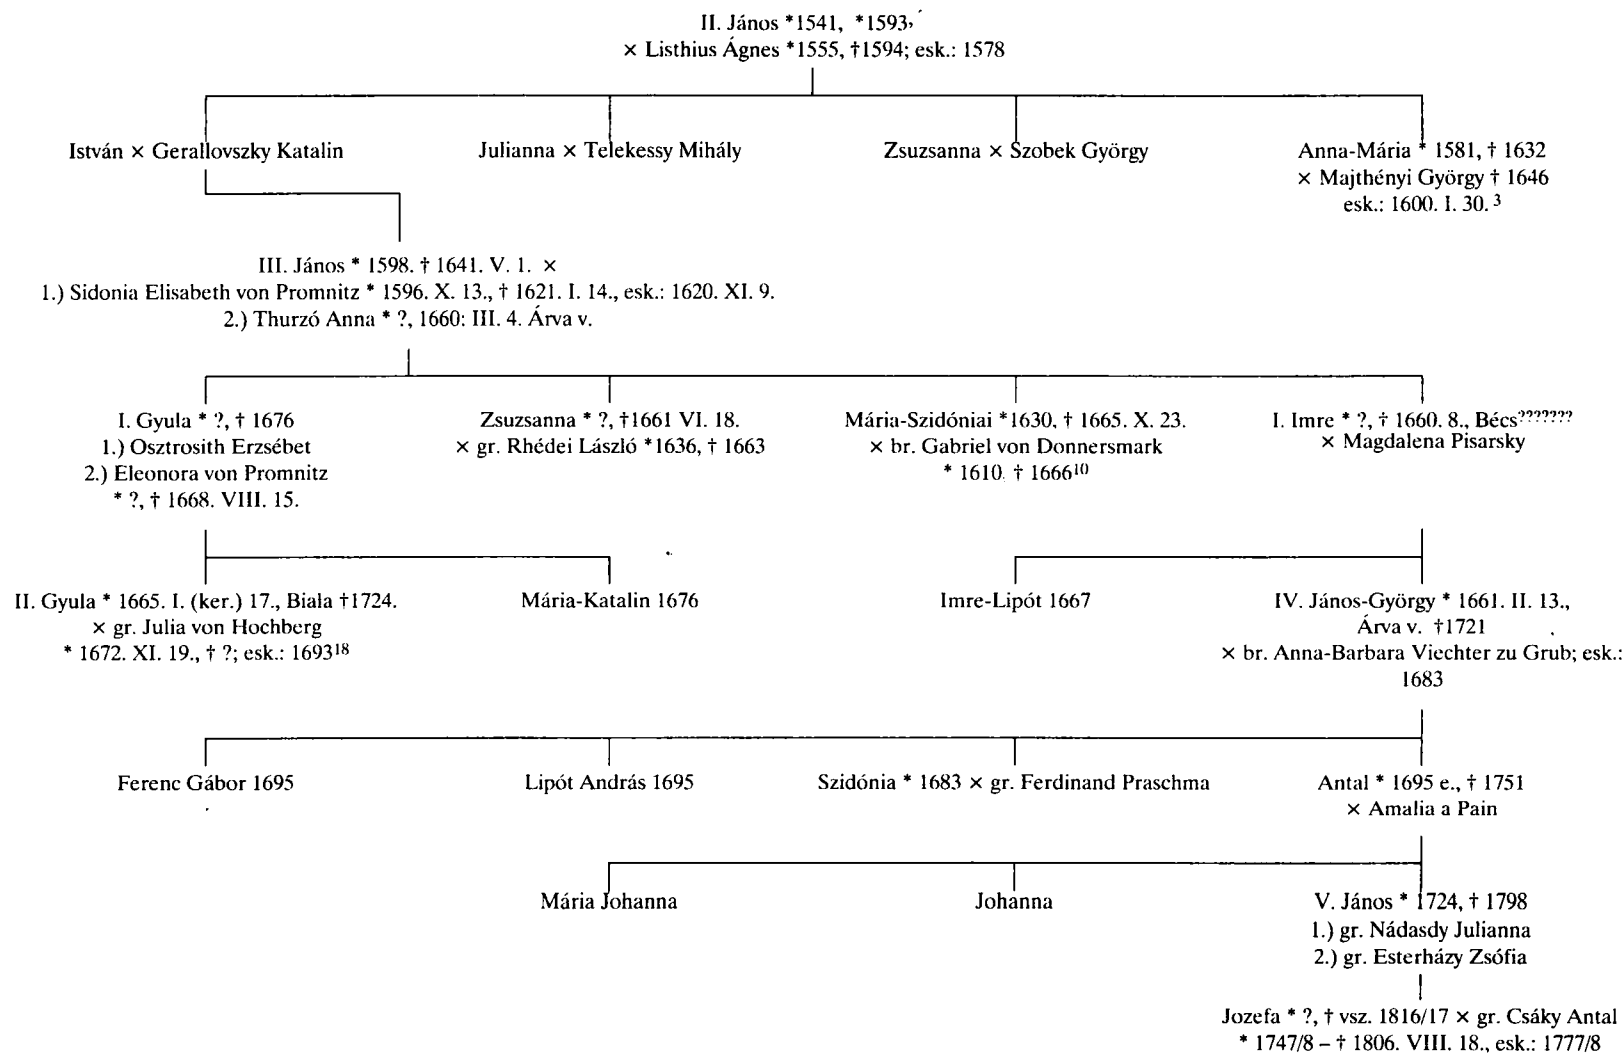 II. János *1541, *1593,
× Listhius Ágnes *1555, †1594; esk.: 1578
István × Gerallovszky Katalin
Julianna × Telekessy Mihály
Zsuzsanna × Szobek György
Anna-Mária * 1581, † 1632
× Majthényi György † 1646
esk.: 1600. I. 30. 3
III. János * 1598. † 1641. V. 1. ×
1.) Sidonia Elisabeth von Promnitz * 1596. X. 13., † 1621. I. 14., esk.: 1620. XI. 9.
2.) Thurzó Anna * ?, 1660: III. 4. Árva v.
I. Gyula * ?, † 1676
1.) Osztrosith Erzsébet
2.) Eleonora von Promnitz
* ?, † 1668. VIII. 15.
Zsuzsanna * ?, †1661 VI. 18.
× gr. Rhédei László *1636, † 1663
Mária-Szidóniai *1630, † 1665. X. 23.
× br. Gabriel von Donnersmark
* 1610, † 166610
I. Imre * ?, † 1660. 8., Bécs???????
× Magdalena Pisarsky
II. Gyula * 1665. I. (ker.) 17., Biala †1724.
× gr. Julia von Hochberg
* 1672. XI. 19., † ?; esk.: 169318
Mária-Katalin 1676
Imre-Lipót 1667
IV. János-György * 1661. II. 13.,
Árva v. †1721
× br. Anna-Barbara Viechter zu Grub; esk.:
1683
Ferenc Gábor 1695
Lipót András 1695
Szidónia * 1683 × gr. Ferdinand Praschma
Antal * 1695 e., † 1751
× Amalia a Pain
Mária Johanna
Johanna
V. János * 1724, † 1798
1.) gr. Nádasdy Julianna
2.) gr. Esterházy Zsófia
Jozefa * ?, † vsz. 1816/17 × gr. Csáky Antal
* 1747/8 – † 1806. VIII. 18., esk.: 1777/8